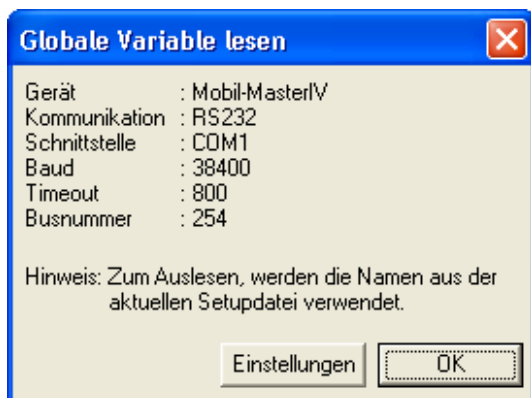 Globale Variable lesen
Gerät : Mobil-MasterIV
Kommunikation : RS232
Schnittstelle : COM1
Baud : 38400
Timeout : 800
Busnummer : 254
Hinweis: Zum Auslesen, werden die Namen aus der
aktuellen Setupdatei verwendet.
Einstellungen OK